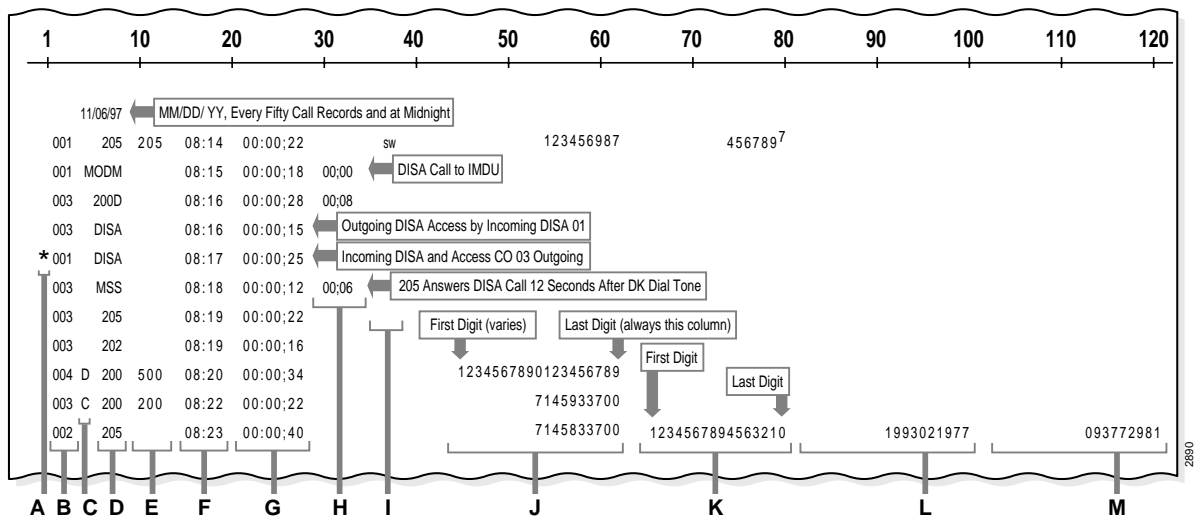 1 10 20 30 40 50 60 70 80 90 100 110 120
11/06/97 MM/DD/ YY, Every Fifty Call Records and at Midnight
001 205 205 08:14 00:00;22 sw 123456987 4567897
001 MODM 08:15 00:00;18 00;00 DISA Call to IMDU
003 200D 08:16 00:00;28 00;08
003 DISA 08:16 00:00;15 Outgoing DISA Access by Incoming DISA 01
*001 DISA 08:17 00:00;25 Incoming DISA and Access CO 03 Outgoing
003 MSS 08:18 00:00;12 00;06 205 Answers DISA Call 12 Seconds After DK Dial Tone
003 205 08:19 00:00;22 First Digit (varies) Last Digit (always this column)
003 202 08:19 00:00;16 First Digit
004 D 200 500 08:20 00:00;34 1234567890123456789 Last Digit
003 C 200 200 08:22 00:00;22 7145933700
002 205 08:23 00:00;40 7145833700 1234567894563210 1993021977 093772981
A B C D E F G H I J K L M
2890